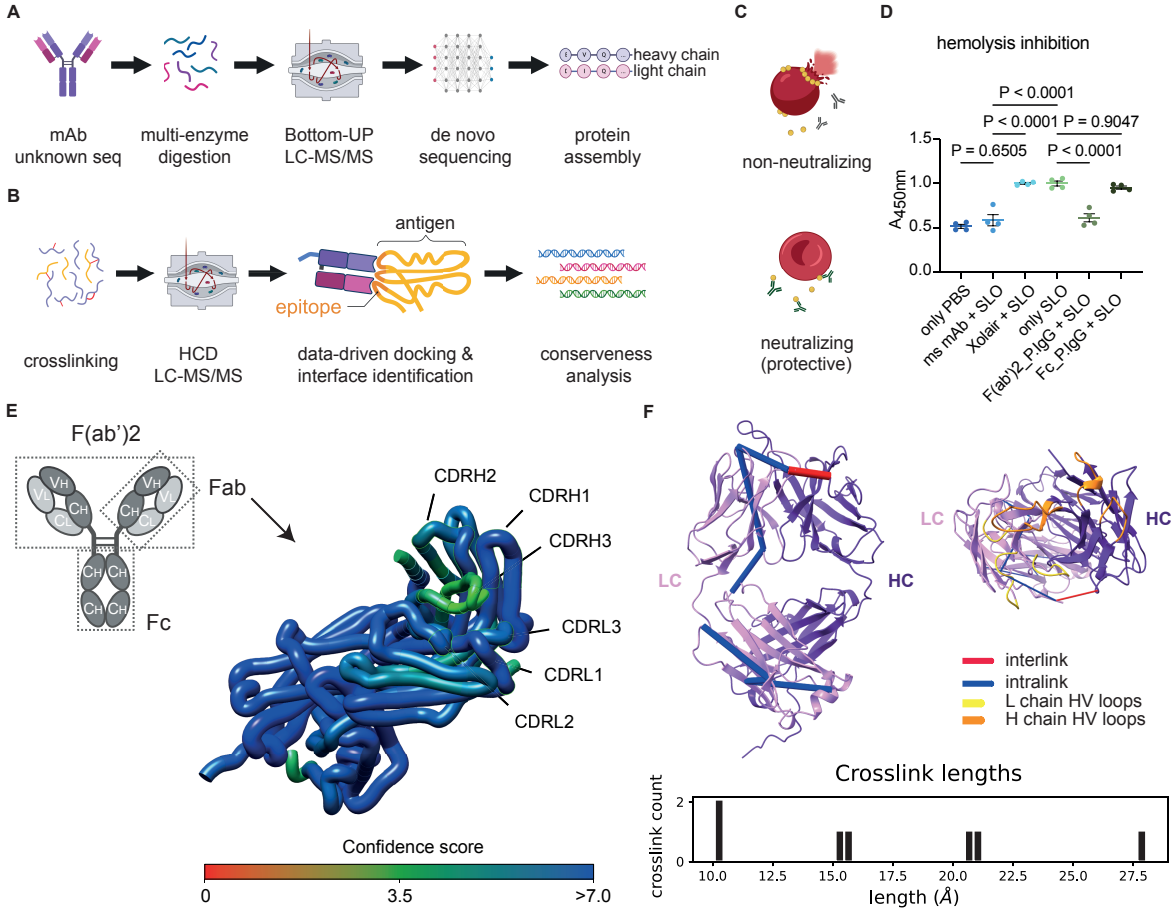 A
mAb
unknown seq
multi-enzyme
digestion
Bottom-UP
LC-MS/MS
de novo
sequencing
E V Q ...
heavy chain
E I Q ...
light chain
protein
assembly
B
crosslinking
HCD
LC-MS/MS
antigen
epitope
data-driven docking &
interface identification
conserveness
analysis
C
non-neutralizing
neutralizing
(protective)
D
hemolysis inhibition
P < 0.0001
P < 0.0001
P = 0.9047
P = 0.6505
P < 0.0001
A450nm
1.5
1.0
0.5
0.0
only PBS
ms mAb + SLO
Xolair + SLO
only SLO
F(ab')2_P.IgG + SLO
Fc_P.IgG + SLO
E
F(ab')2
Fab
Fc
VH
VH
VL
VL
CH
CH
CL
CL
CH
CH
CH
CH
CDRH2
CDRH1
CDRH3
CDRL3
CDRL1
CDRL2
Confidence score
0
3.5
>7.0
F
LC
HC
LC
HC
interlink
intralink
L chain HV loops
H chain HV loops
Crosslink lengths
crosslink count
2
0
10.0
12.5
15.0
17.5
20.0
22.5
25.0
27.5
length (Å)